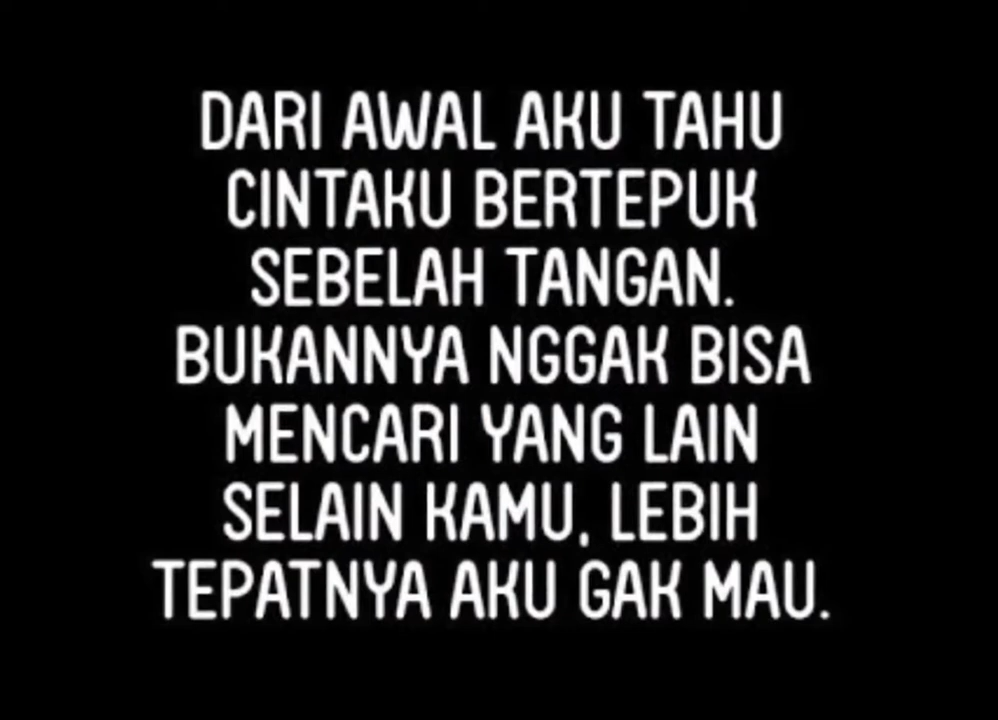 DARI AWAL AKU TAHU
CINTAKU BERTEPUK
SEBELAH TANGAN.
BUKANNYA NGGAK BISA
MENCARI YANG LAIN
SELAIN KAMU, LEBIH
TEPATNYA AKU GAK MAU.